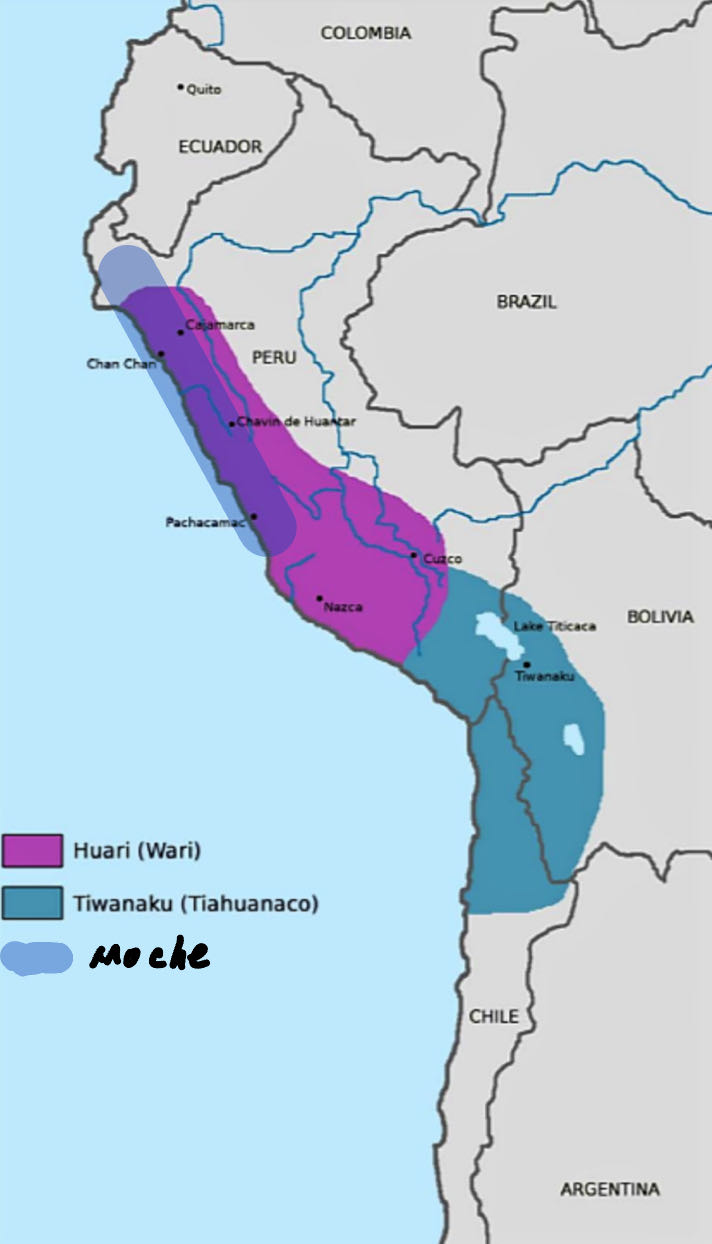 COLOMBIA
Quito
ECUADOR
BRAZIL
Cajamarca
PERU
Chan Chan
Chavin de Huantar
Pachacamac
Cuzco
Nazca
Lake Titicaca
BOLIVIA
Tiwanaku
Huari (Wari)
Tiwanaku (Tiahuanaco)
Moche
CHILE
ARGENTINA